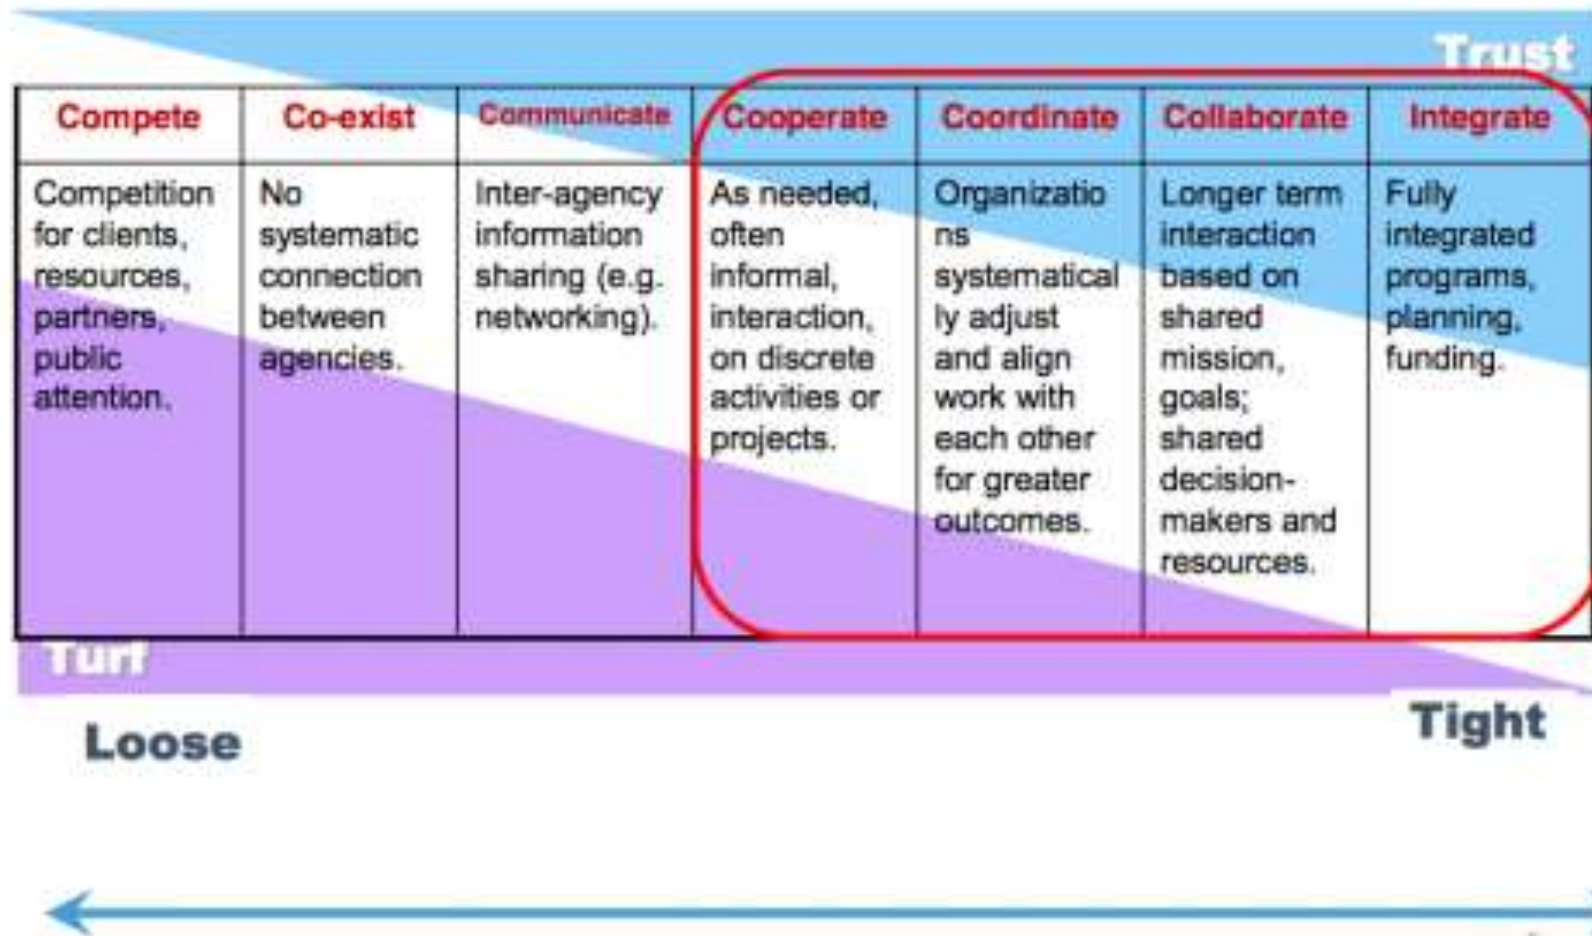 Trust
Compete
Co-exist
Communicate
Cooperate
Coordinate
Collaborate
Integrate
Competition
for clients,
resources,
partners,
public
attention.
No
systematic
connection
between
agencies.
Inter-agency
information
sharing (e.g.
networking).
As needed,
often
informal,
interaction,
on discrete
activities or
projects.
Organizatio
ns
systematical
ly adjust
and align
work with
each other
for greater
outcomes.
Longer term
interaction
based on
shared
mission,
goals;
shared
decision-
makers and
resources.
Fully
integrated
programs,
planning,
funding.
Turf
Loose
Tight